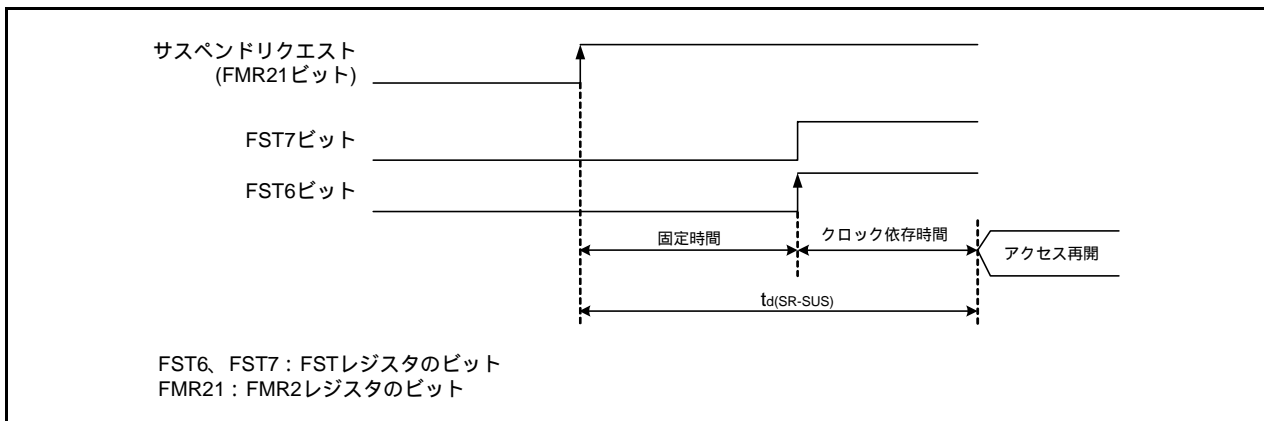 サスペンドリクエスト
(FMR21ビット)
FST7ビット
FST6ビット
固定時間
クロック依存時間
アクセス再開
td(SR-SUS)
FST6、FST7：FSTレジスタのビット
FMR21：FMR2レジスタのビット